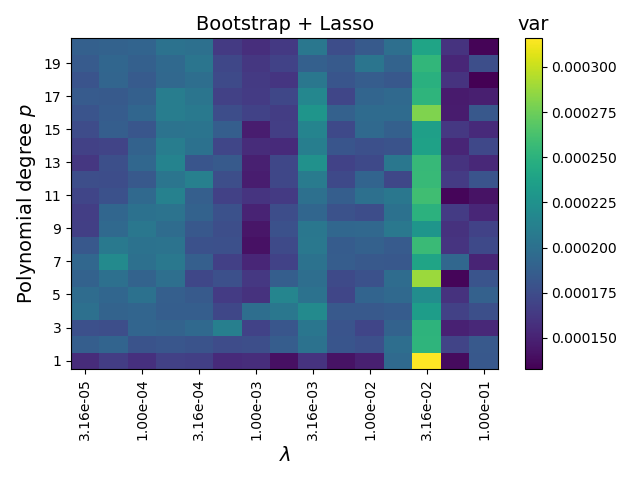 Bootstrap + Lasso
var
Polynomial degree p
19
17
15
13
11
9
7
5
3
1
0.000300
0.000275
0.000250
0.000225
0.000200
0.000175
0.000150
3.16e-05
1.00e-04
3.16e-04
1.00e-03
3.16e-03
1.00e-02
3.16e-02
1.00e-01
λ